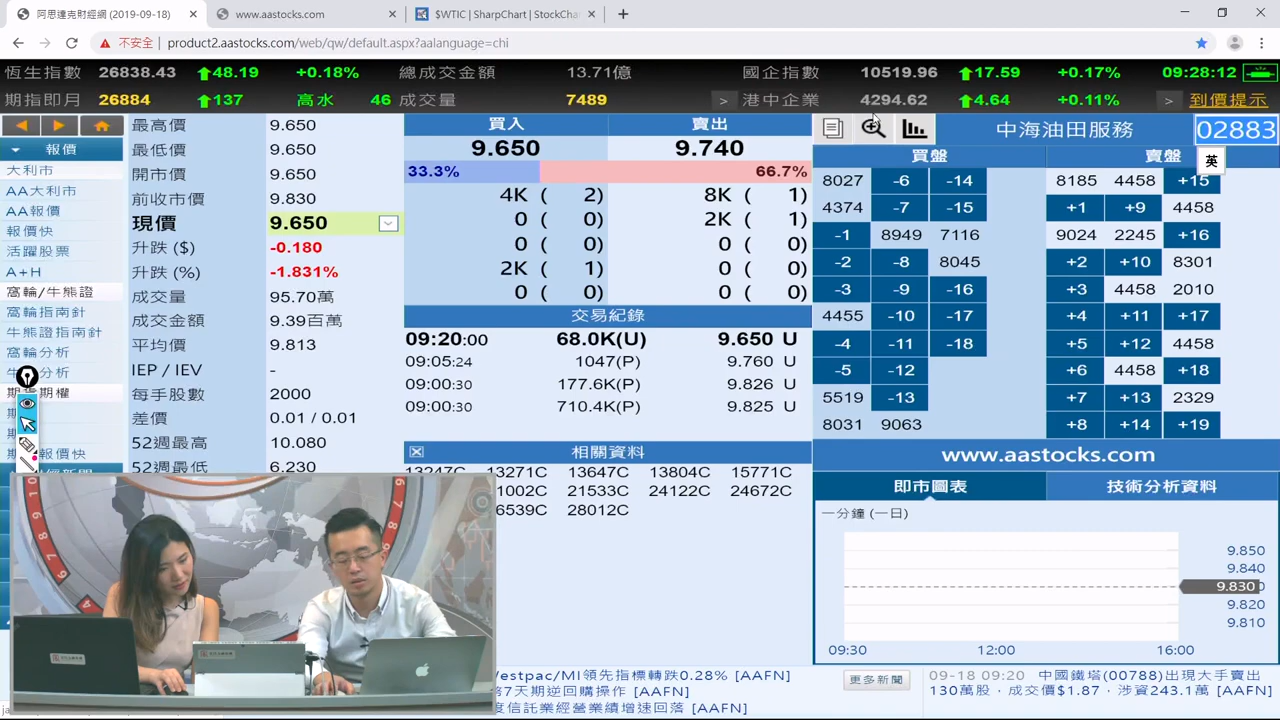 阿思達克財經網 (2019-09-18)
www.aastocks.com
$WTIC | SharpChart | StockCha
不安全 product2.aastocks.com/web/qw/default.aspx?aalanguage=chi
恆生指數 26838.43 48.19 +0.18% 總成交金額 13.71億 國企指數 10519.96 17.59 +0.17% 09:28:12
期指即月 26884 137 高水 46 成交量 7489 > 港中企業 4294.62 4.64 +0.11% > 到價提示
報價
大利市
AA大利市
AA報價
報價快
活躍股票
A+H
窩輪/牛熊證
窩輪指南針
牛熊證指南針
窩輪分析
分析
期權
報價快
最高價 9.650
最低價 9.650
開市價 9.650
前收市價 9.830
現價 9.650
升跌 ($) -0.180
升跌 (%) -1.831%
成交量 95.70萬
成交金額 9.39百萬
平均價 9.813
IEP / IEV -
每手股數 2000
差價 0.01 / 0.01
52週最高 10.080
52週最低 6.230
買入 賣出
9.650 9.740
33.3% 66.7%
4K ( 2) 8K ( 1)
0 ( 0) 2K ( 1)
0 ( 0) 0 ( 0)
2K ( 1) 0 ( 0)
0 ( 0) 0 ( 0)
交易紀錄
09:20:00 68.0K(U) 9.650 U
09:05:24 1047(P) 9.760 U
09:00:30 177.6K(P) 9.826 U
09:00:30 710.4K(P) 9.825 U
相關資料
13247C 13271C 13647C 13804C 15771C
1002C 21533C 24122C 24672C
6539C 28012C
中海油田服務 02883
英
買盤 賣盤
8027 -6 -14 8185 4458 +15
4374 -7 -15 +1 +9 4458
-1 8949 7116 9024 2245 +16
-2 -8 8045 +2 +10 8301
-3 -9 -16 +3 4458 2010
4455 -10 -17 +4 +11 +17
-4 -11 -18 +5 +12 4458
-5 -12 +6 4458 +18
5519 -13 +7 +13 2329
8031 9063 +8 +14 +19
www.aastocks.com
即市圖表 技術分析資料
一分鐘 (一日)
9.850
9.840
9.830
9.820
9.810
09:30 12:00 16:00
estpac/MI領先指標轉跌0.28% [AAFN]
7天期逆回購操作 [AAFN]
度信託業經營業績增速回落 [AAFN]
更多新聞
09-18 09:20 中國鐵塔(00788)出現大手賣出
130萬股，成交價$1.87，涉資243.1萬 [AAFN]